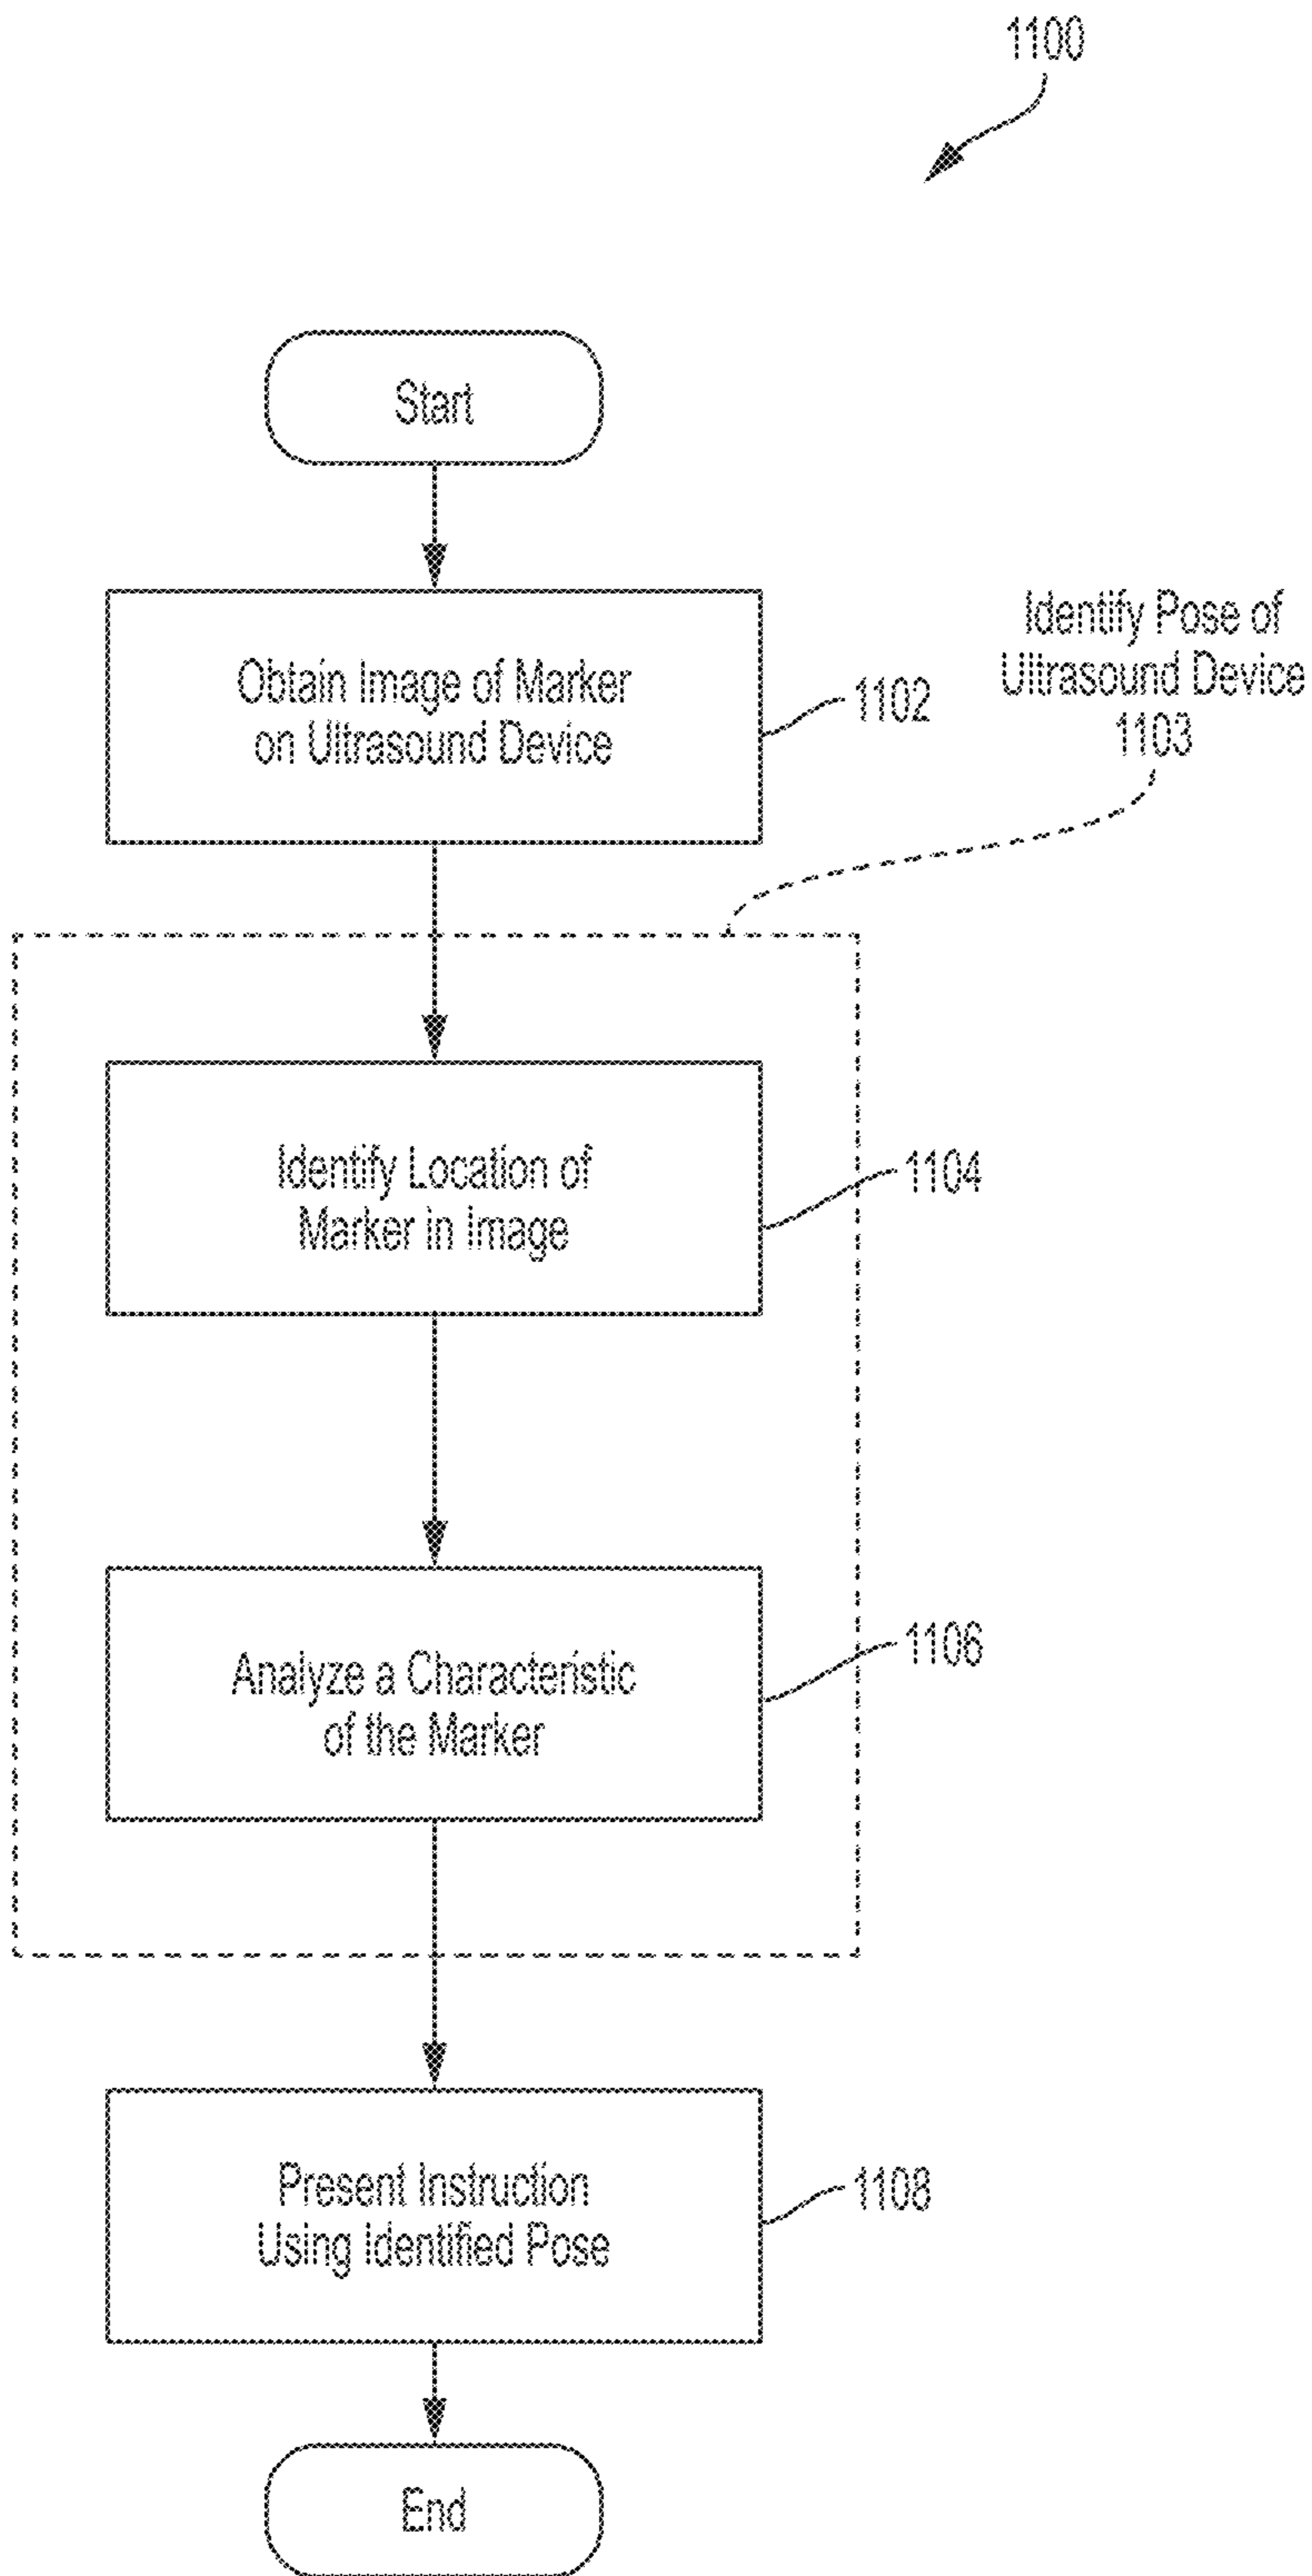 1100
Start
Obtain Image of Marker
on Ultrasound Device
1102
Identify Pose of
Ultrasound Device
1103
Identify Location of
Marker in Image
1104
Analyze a Characteristic
of the Marker
1106
Present Instruction
Using Identified Pose
1108
End